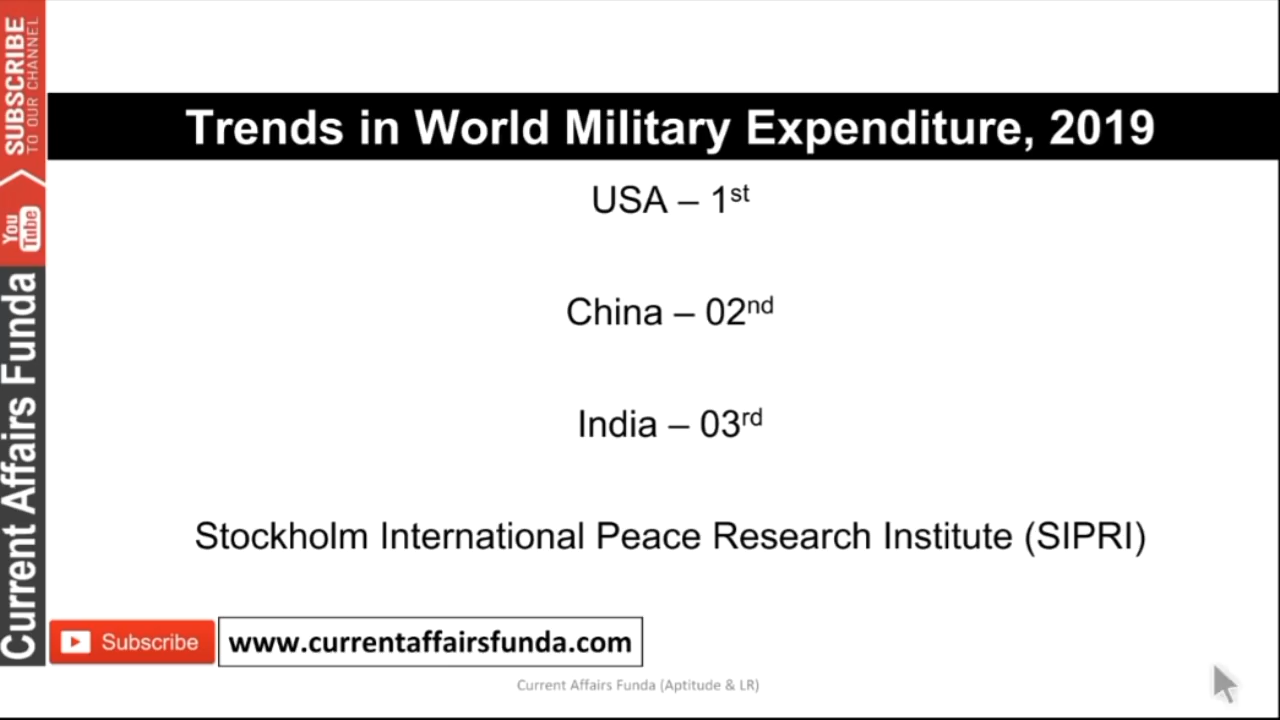 SUBSCRIBE
TO OUR CHANNEL
You
Tube
Current Affairs Funda
Trends in World Military Expenditure, 2019
USA – 1st
China – 02nd
India – 03rd
Stockholm International Peace Research Institute (SIPRI)
Subscribe
www.currentaffairsfunda.com
Current Affairs Funda (Aptitude & LR)